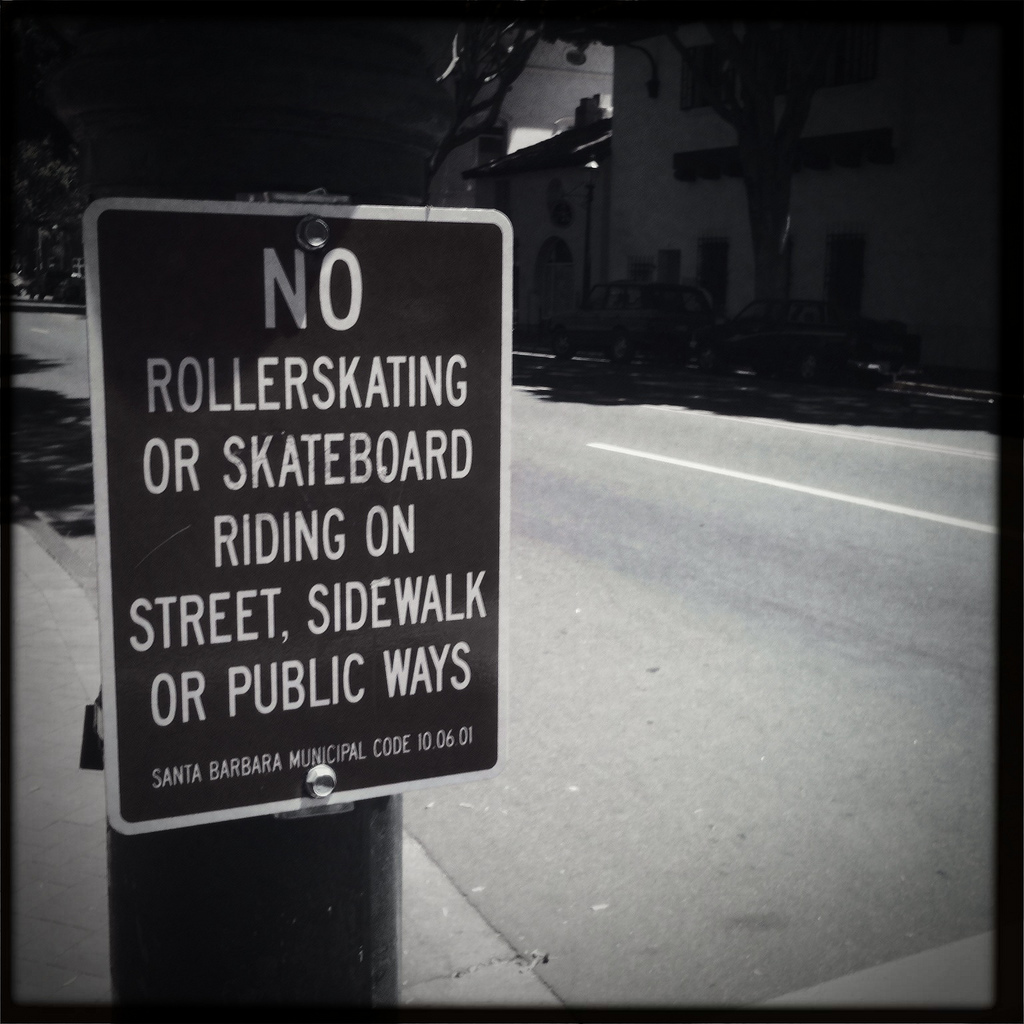 NO
ROLLERSKATING
OR SKATEBOARD
RIDING ON
STREET, SIDEWALK
OR PUBLIC WAYS
SANTA BARBARA MUNICIPAL CODE 10.06.01